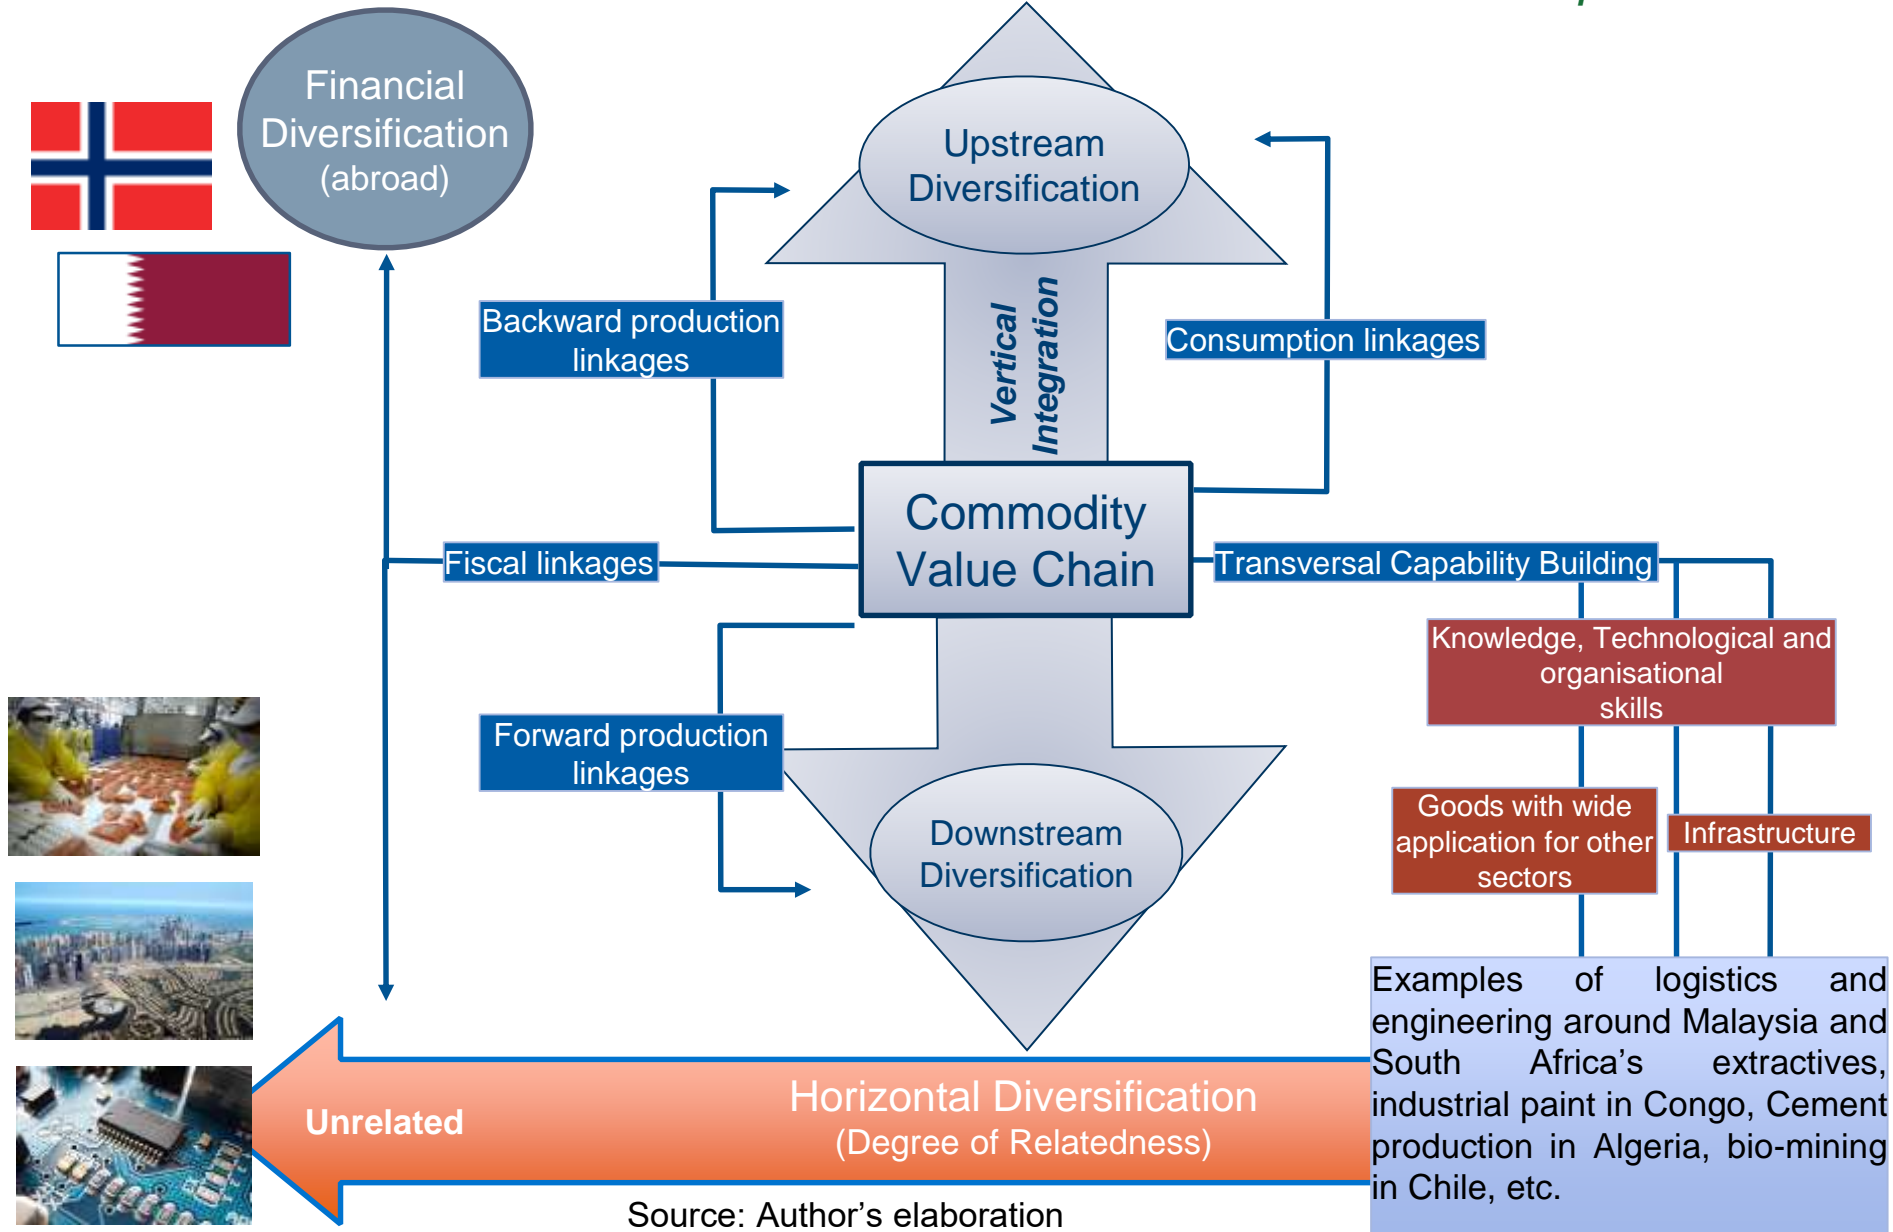 Financial
Diversification
(abroad)
Upstream
Diversification
Backward production
linkages
Vertical
Integration
Consumption linkages
Commodity
Value Chain
Fiscal linkages
Transversal Capability Building
Knowledge, Technological and
organisational
skills
Forward production
linkages
Goods with wide
application for other
sectors
Infrastructure
Downstream
Diversification
Examples of logistics and
engineering around Malaysia and
South Africa’s extractives,
industrial paint in Congo, Cement
production in Algeria, bio-mining
in Chile, etc.
Horizontal Diversification
(Degree of Relatedness)
Unrelated
Source: Author’s elaboration